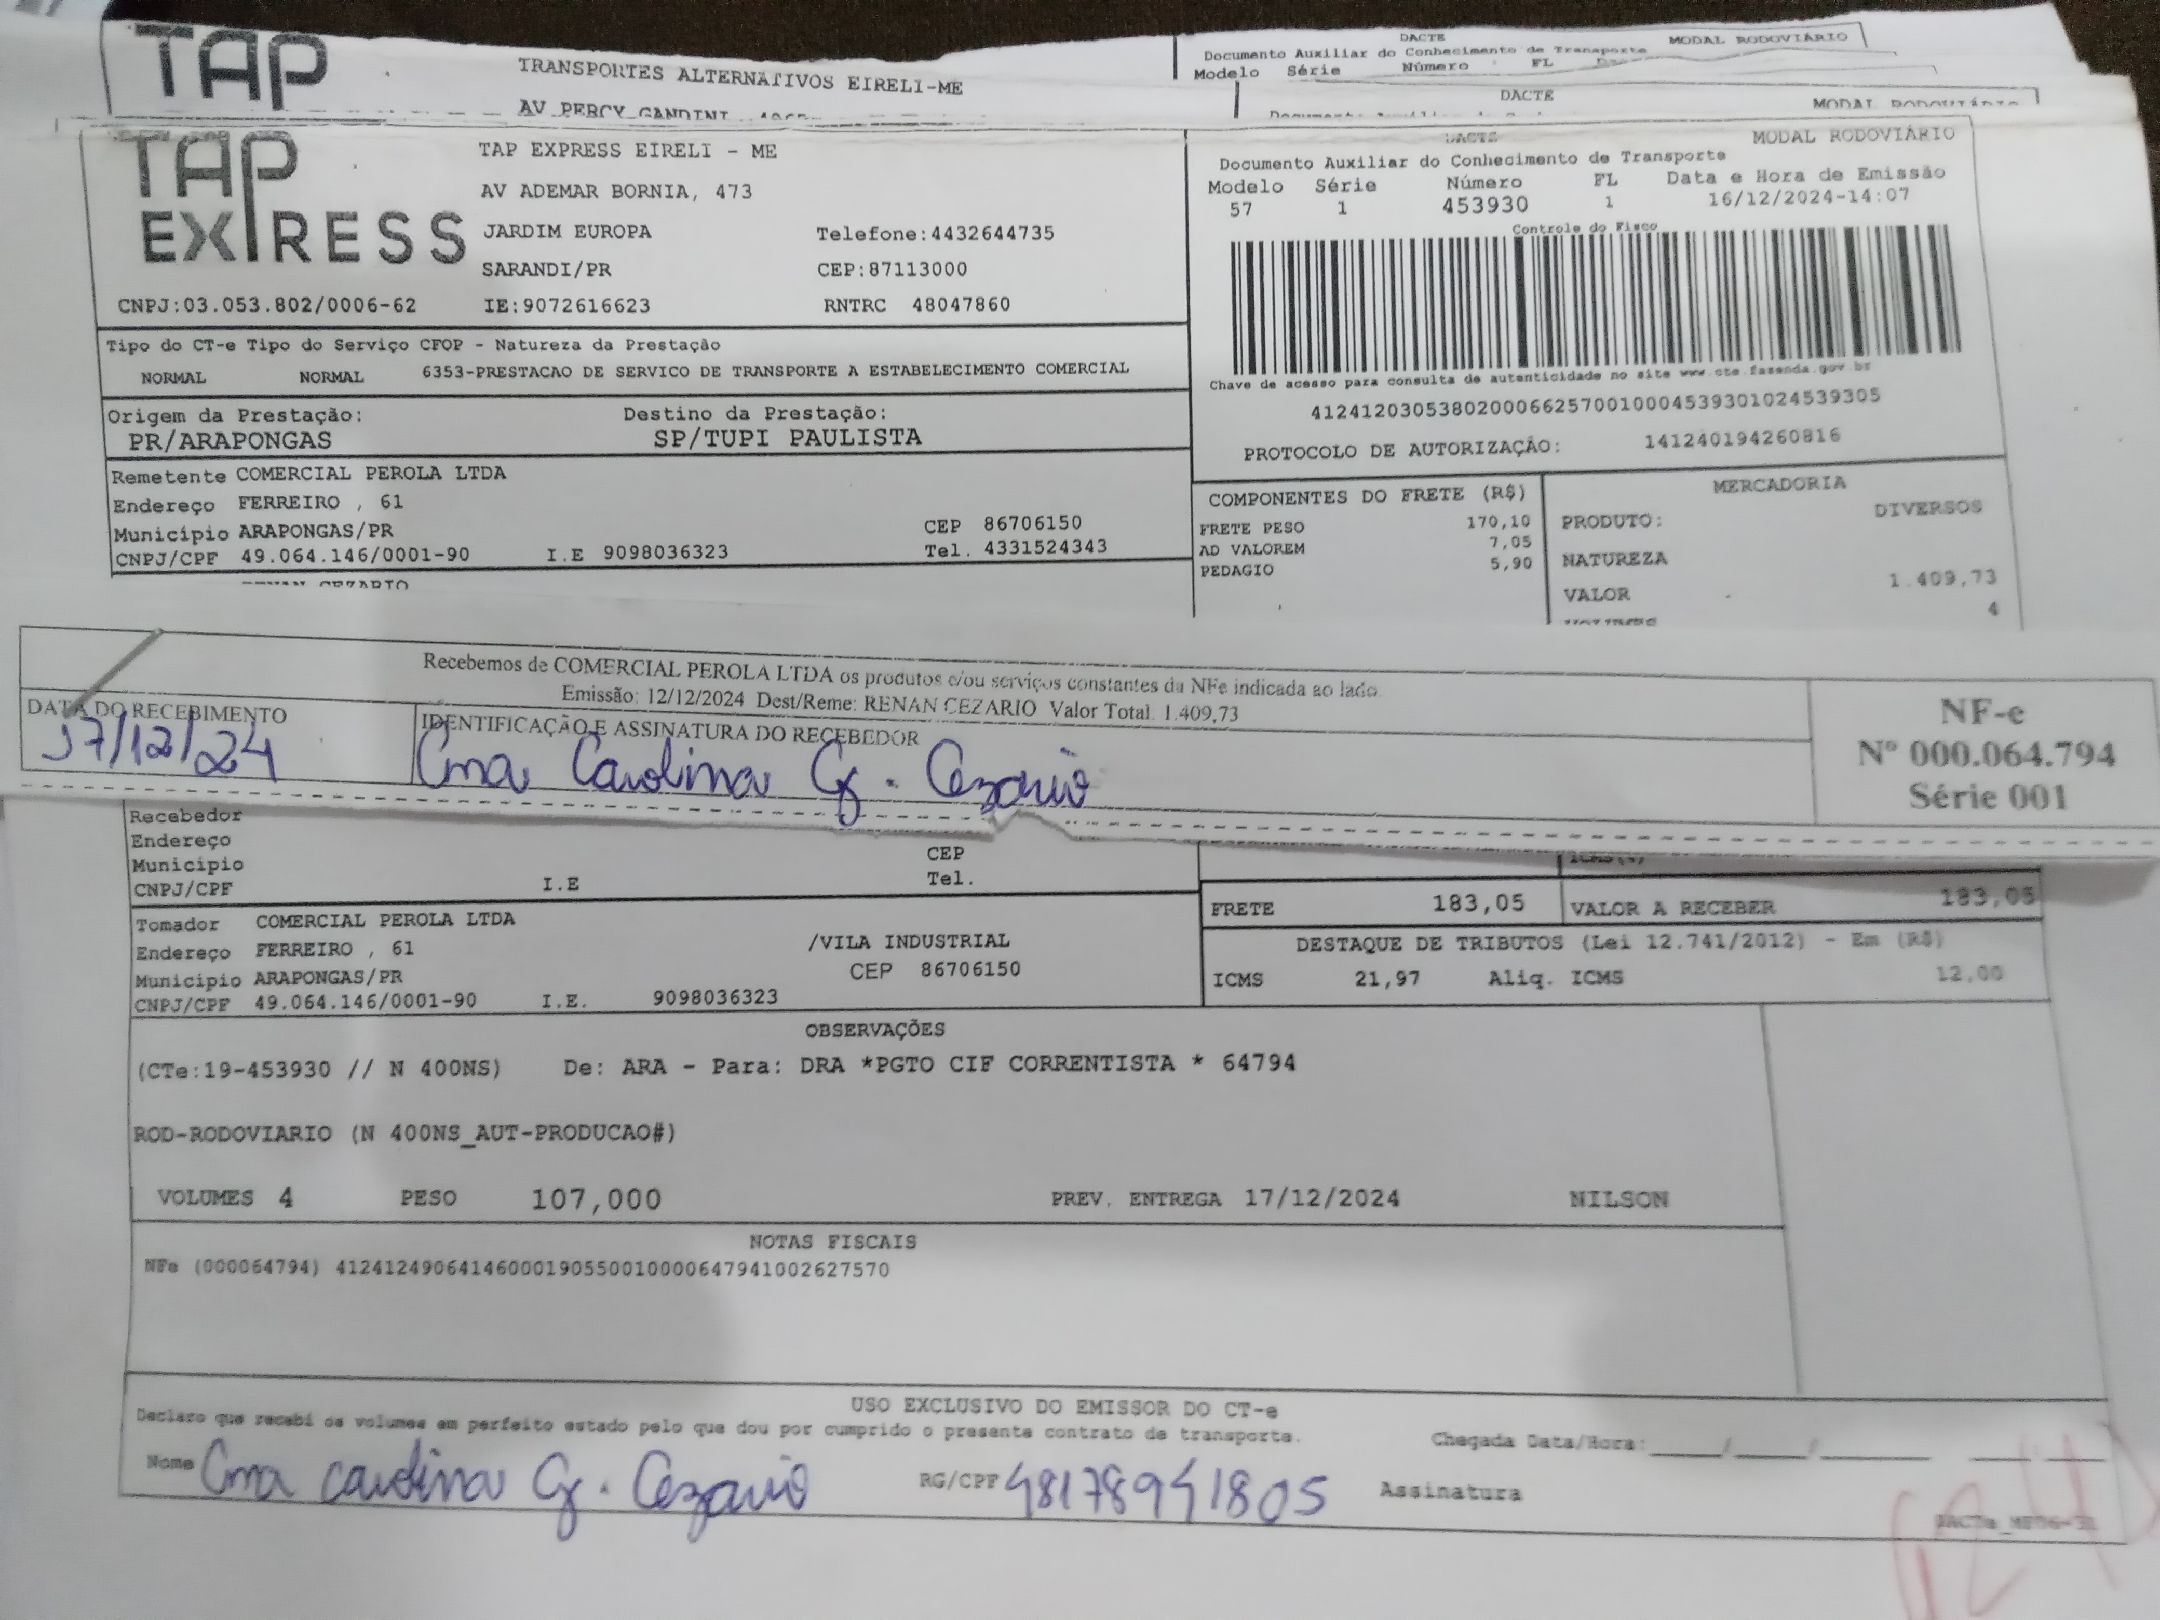 TAP
TRANSPORTES ALTERNATIVOS EIRELI-ME
AV PERCY GANDINI
DACTE
MODAL RODOVIÁRIO
Documento Auxiliar do Conhecimento de Transporte
Modelo Série Número FL
DACTE
MODAL RODOVIÁRIO
TAP EXPRESS
TAP EXPRESS EIRELI - ME
AV ADEMAR BORNIA, 473
JARDIM EUROPA Telefone:4432644735
SARANDI/PR CEP:87113000
CNPJ:03.053.802/0006-62 IE:9072616623 RNTRC 48047860
DACTE MODAL RODOVIÁRIO
Documento Auxiliar do Conhecimento de Transporte
Modelo Série Número FL Data e Hora de Emissão
57 1 453930 1 16/12/2024-14:07
Controle do Fisco
Chave de acesso para consulta de autenticidade no site www.cte.fazenda.gov.br
41241203053802000662570010004539301024539305
PROTOCOLO DE AUTORIZAÇÃO: 141240194260816
Tipo do CT-e Tipo do Serviço CFOP - Natureza da Prestação
NORMAL NORMAL 6353-PRESTACAO DE SERVICO DE TRANSPORTE A ESTABELECIMENTO COMERCIAL
Origem da Prestação: Destino da Prestação:
PR/ARAPONGAS SP/TUPI PAULISTA
Remetente COMERCIAL PEROLA LTDA
Endereço FERREIRO , 61
Município ARAPONGAS/PR CEP 86706150
CNPJ/CPF 49.064.146/0001-90 I.E 9098036323 Tel. 4331524343
COMPONENTES DO FRETE (R$)
FRETE PESO 170,10
AD VALOREM 7,05
PEDAGIO 5,90
MERCADORIA
PRODUTO: DIVERSOS
NATUREZA
VALOR 1.409,73
4
Recebemos de COMERCIAL PEROLA LTDA os produtos e/ou serviços constantes da NFe indicada ao lado.
Emissão: 12/12/2024 Dest/Reme: RENAN CEZARIO Valor Total. 1.409,73
DATA DO RECEBIMENTO IDENTIFICAÇÃO E ASSINATURA DO RECEBEDOR
17/12/24 Ana Carolina G. Cezario
NF-e
Nº 000.064.794
Série 001
Recebedor
Endereço
Município CEP
CNPJ/CPF I.E Tel.
FRETE 183,05 VALOR A RECEBER 183,05
Tomador COMERCIAL PEROLA LTDA
Endereço FERREIRO , 61 /VILA INDUSTRIAL
Município ARAPONGAS/PR CEP 86706150
CNPJ/CPF 49.064.146/0001-90 I.E. 9098036323
DESTAQUE DE TRIBUTOS (Lei 12.741/2012) - Em (R$)
ICMS 21,97 Aliq. ICMS 12,00
OBSERVAÇÕES
(CTe:19-453930 // N 400NS) De: ARA - Para: DRA *PGTO CIF CORRENTISTA * 64794
ROD-RODOVIARIO (N 400NS_AUT-PRODUCAO#)
VOLUMES 4 PESO 107,000 PREV. ENTREGA 17/12/2024 NILSON
NOTAS FISCAIS
NFe (000064794) 41241249064146000190550010000647941002627570
USO EXCLUSIVO DO EMISSOR DO CT-e
Declaro que recebi os volumes em perfeito estado pelo que dou por cumprido o presente contrato de transporte.
Chegada Data/Hora:____/____/____
Nome Ana Carolina G. Cezario RG/CPF 48178941805 Assinatura